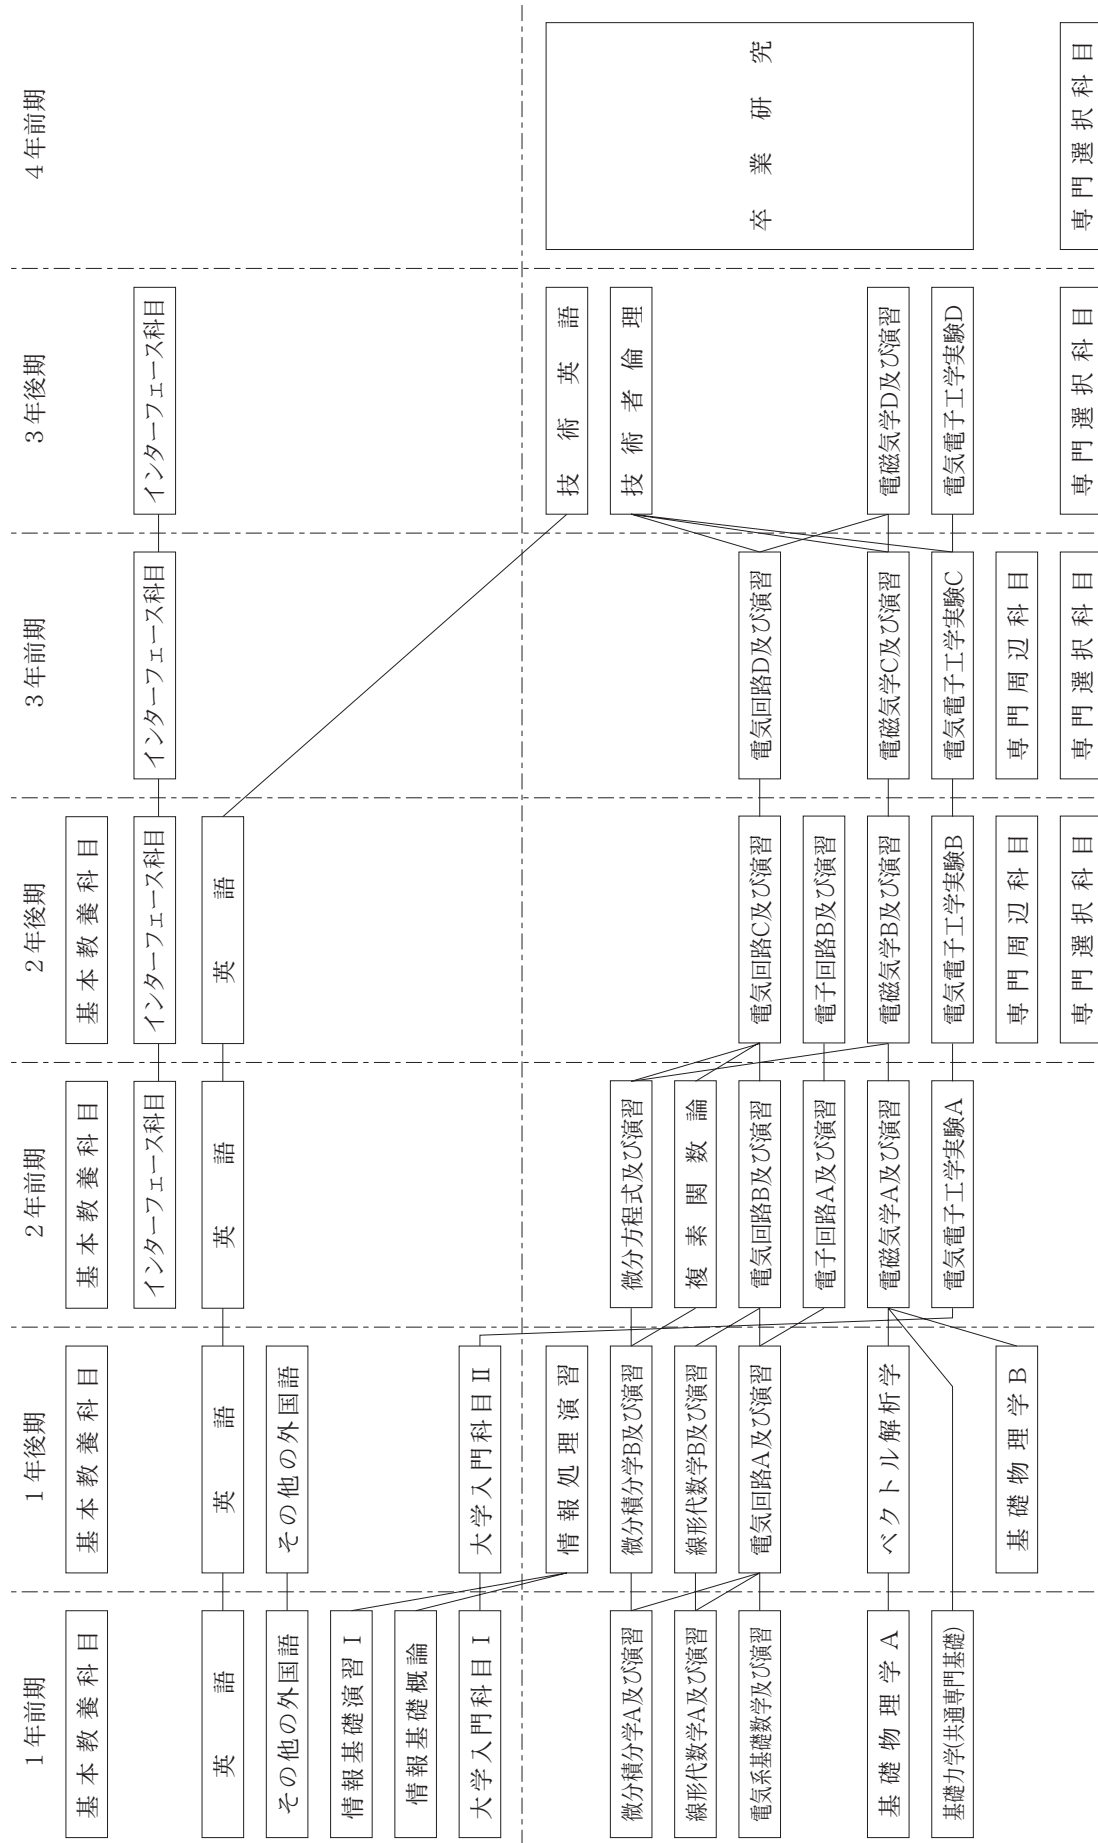 1年前期
基本教養科目
英語
その他の外国語
情報基礎演習Ⅰ
情報基礎概論
大学入門科目Ⅰ
微分積分学A及び演習
線形代数学A及び演習
電気系基礎数学及び演習
基礎物理学A
基礎力学(共通専門基礎)
1年後期
基本教養科目
英語
その他の外国語
大学入門科目Ⅱ
情報処理演習
微分積分学B及び演習
線形代数学B及び演習
電気回路A及び演習
ベクトル解析学
基礎物理学B
2年前期
基本教養科目
インターフェース科目
英語
微分方程式及び演習
複素関数論
電気回路B及び演習
電子回路A及び演習
電磁気学A及び演習
電気電子工学実験A
2年後期
基本教養科目
インターフェース科目
英語
電気回路C及び演習
電子回路B及び演習
電磁気学B及び演習
電気電子工学実験B
専門周辺科目
専門選択科目
3年前期
インターフェース科目
電気回路D及び演習
電磁気学C及び演習
電気電子工学実験C
専門周辺科目
専門選択科目
3年後期
インターフェース科目
技術英語
技術者倫理
電磁気学D及び演習
電気電子工学実験D
専門選択科目
4年前期
卒業研究
専門選択科目